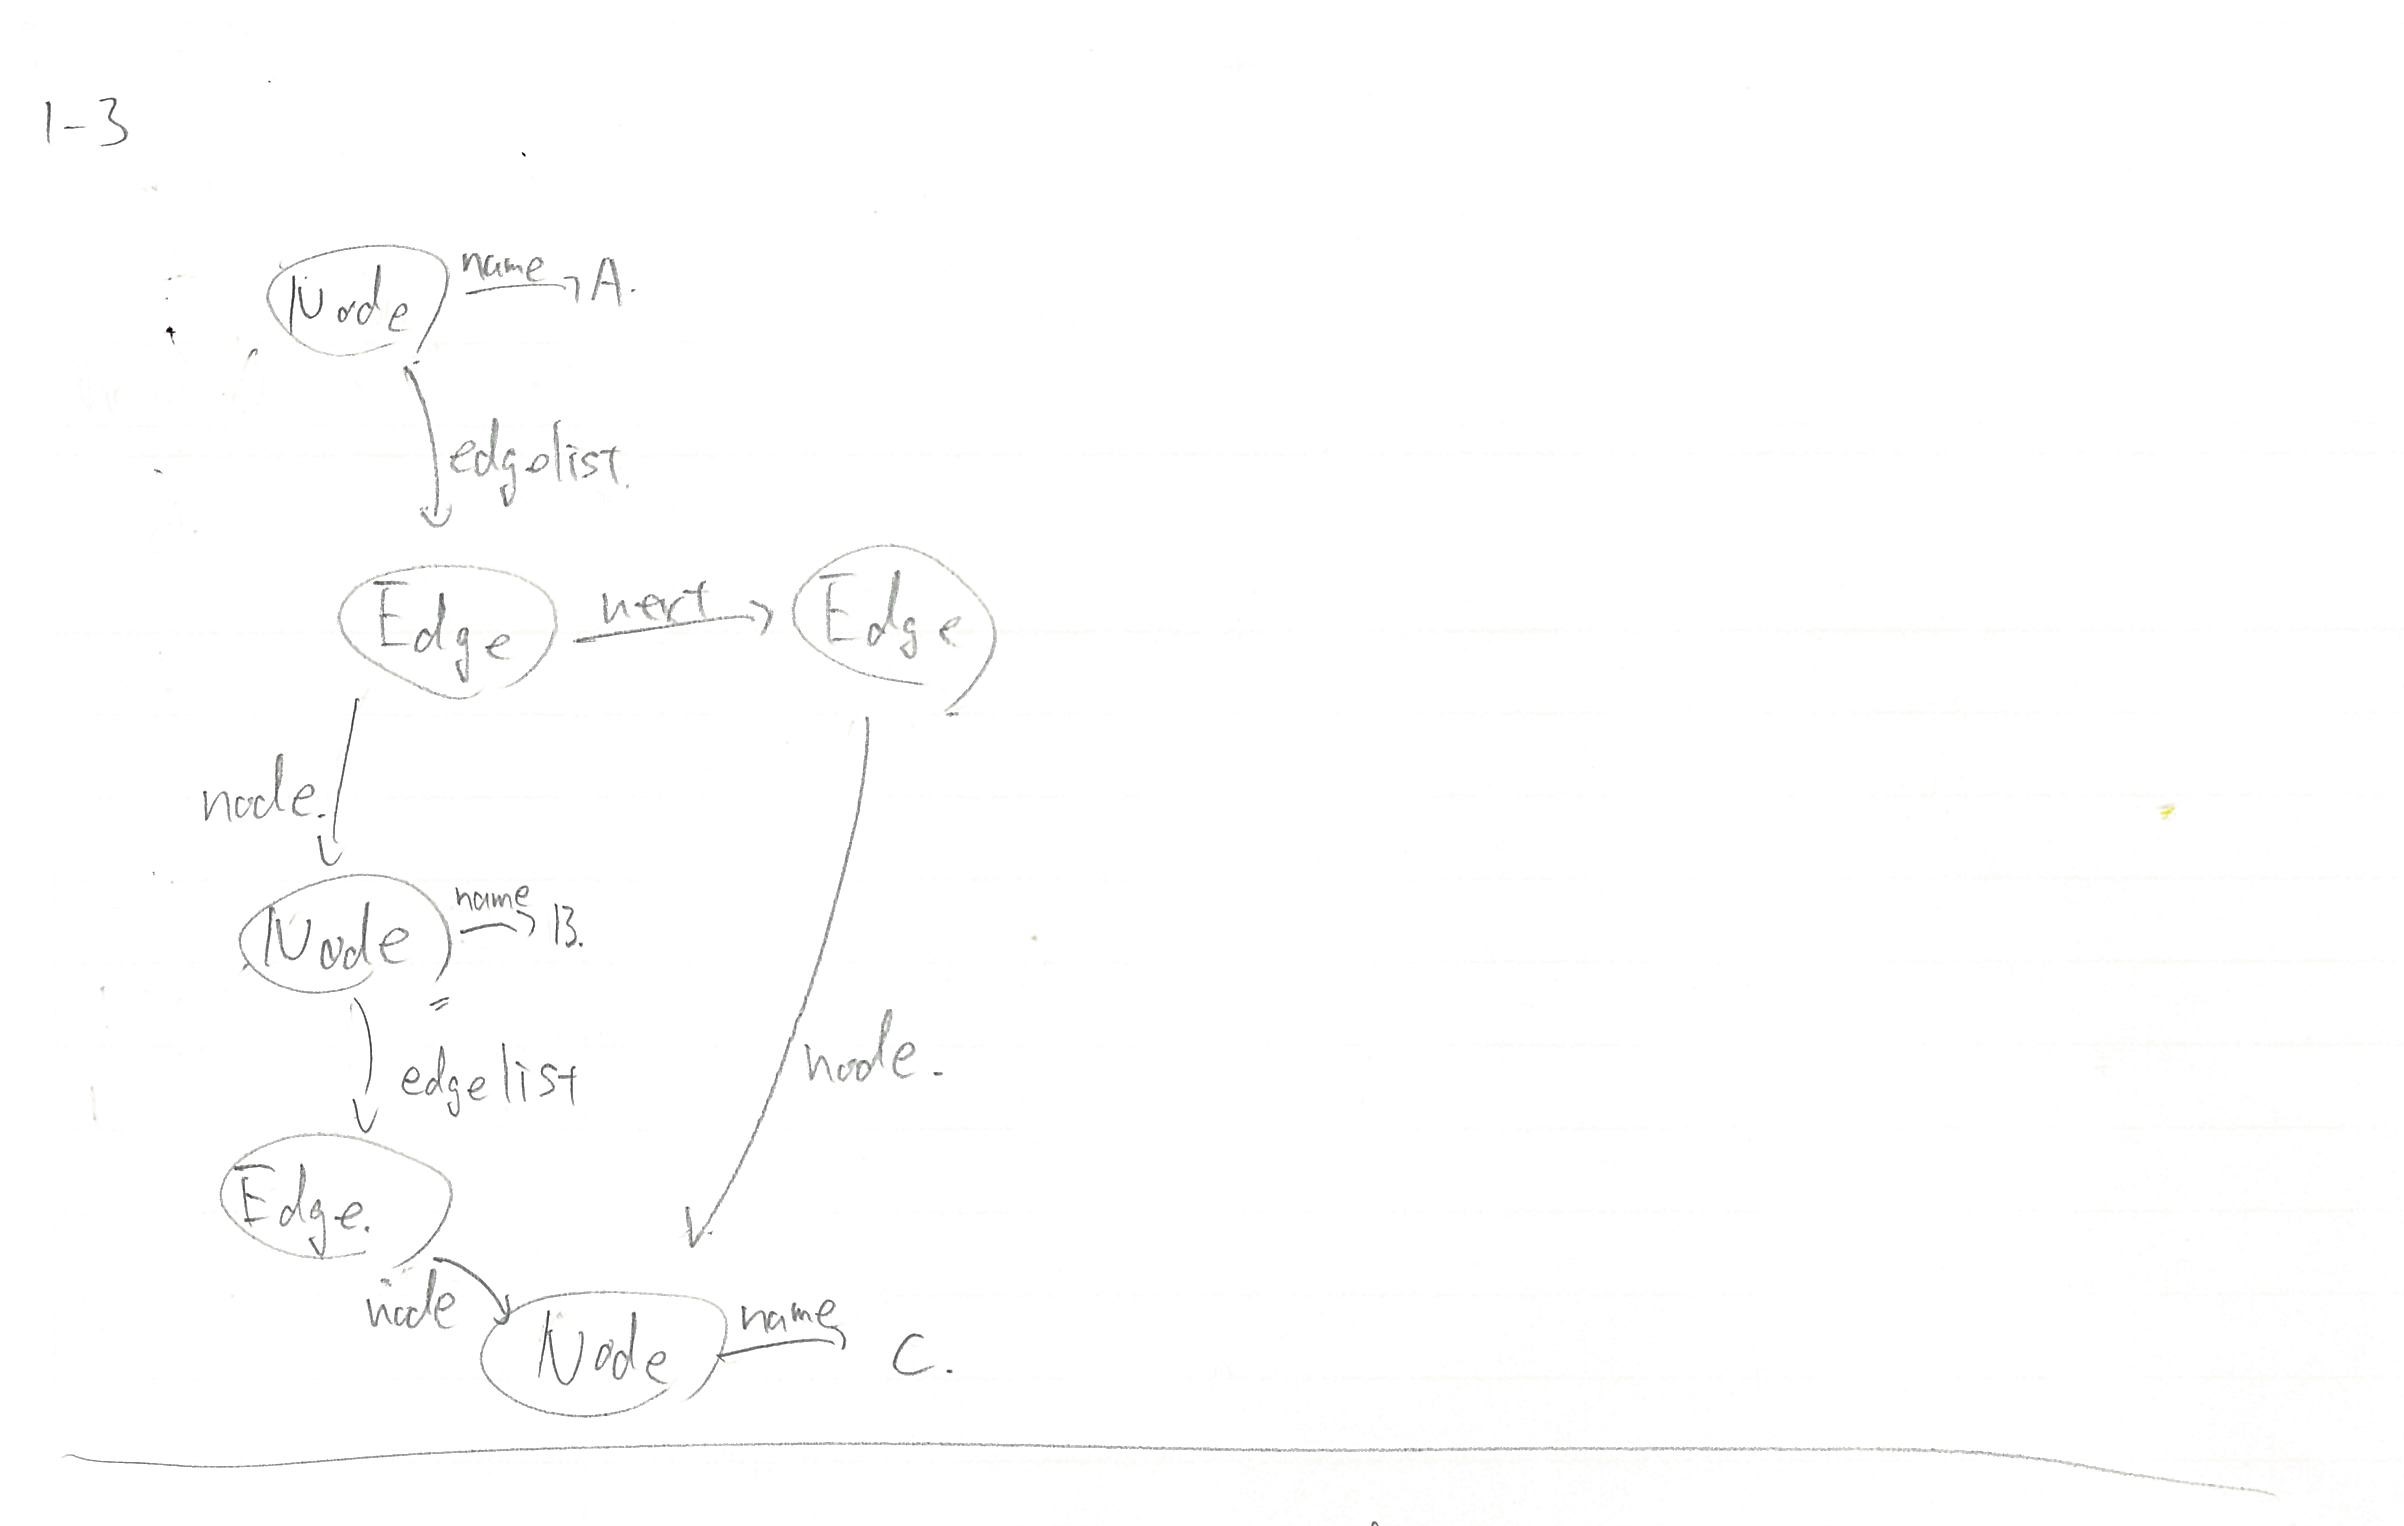 1-3
Node name A.
edgelist.
Edge next Edge
node.
Node name B.
node.
edgelist
Edge.
node
Node name C.